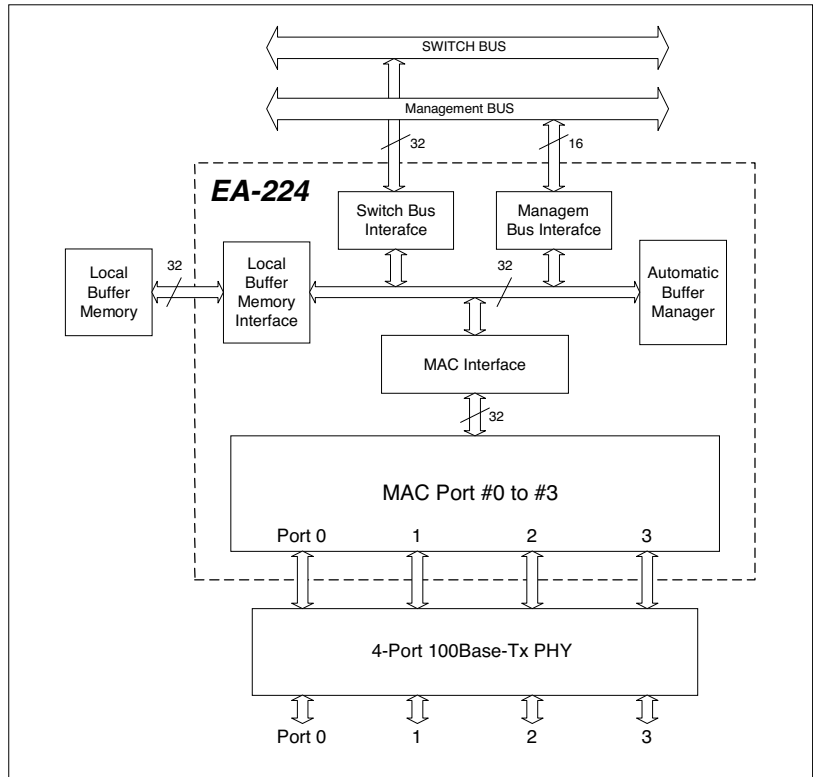 SWITCH BUS
Management BUS
32
16
EA-224
Switch Bus
Interafce
Managem
Bus Interafce
Local
Buffer
Memory
32
Local
Buffer
Memory
Interface
32
Automatic
Buffer
Manager
MAC Interface
32
MAC Port #0 to #3
Port 0 1 2 3
4-Port 100Base-Tx PHY
Port 0 1 2 3